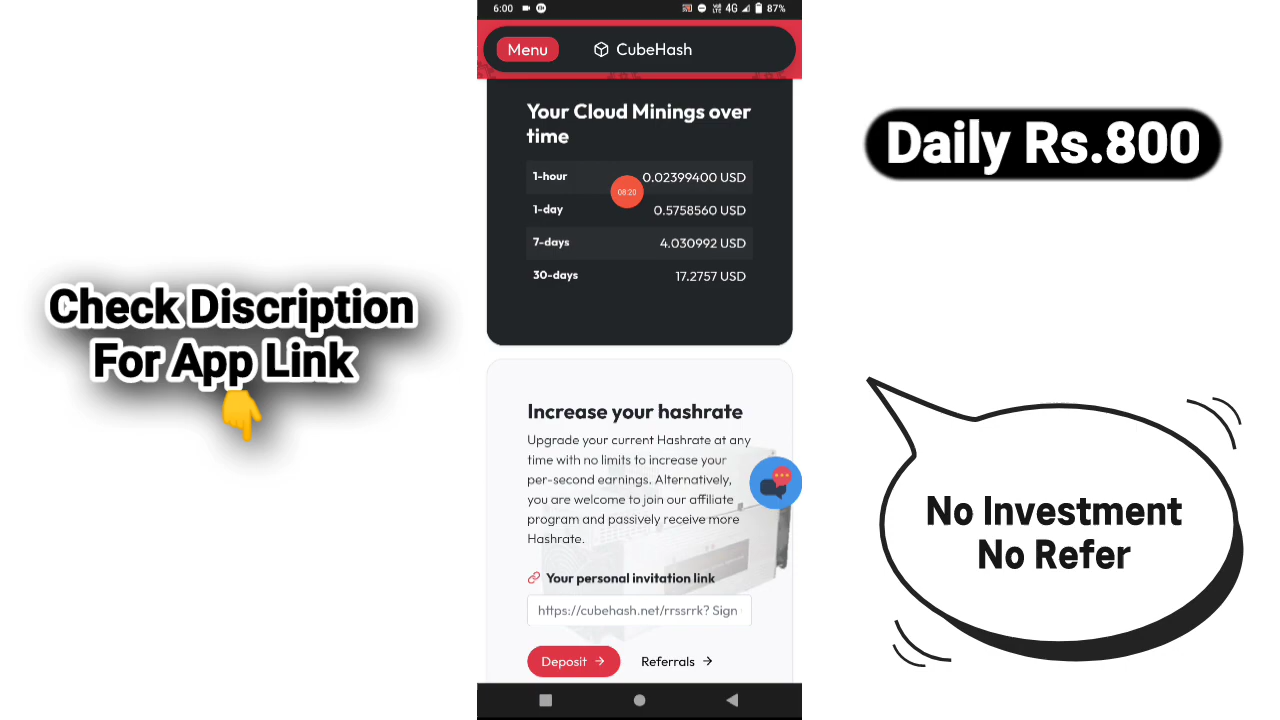 6:00
4G
87%
Menu
CubeHash
Your Cloud Minings over
time
1-hour 0.02399400 USD
08:20
1-day 0.5758560 USD
7-days 4.030992 USD
30-days 17.2757 USD
Increase your hashrate
Upgrade your current Hashrate at any
time with no limits to increase your
per-second earnings. Alternatively,
you are welcome to join our affiliate
program and passively receive more
Hashrate.
Your personal invitation link
https://cubehash.net/rrssrrk? Sign
Deposit →
Referrals →
Check Discription
For App Link
Daily Rs.800
No Investment
No Refer